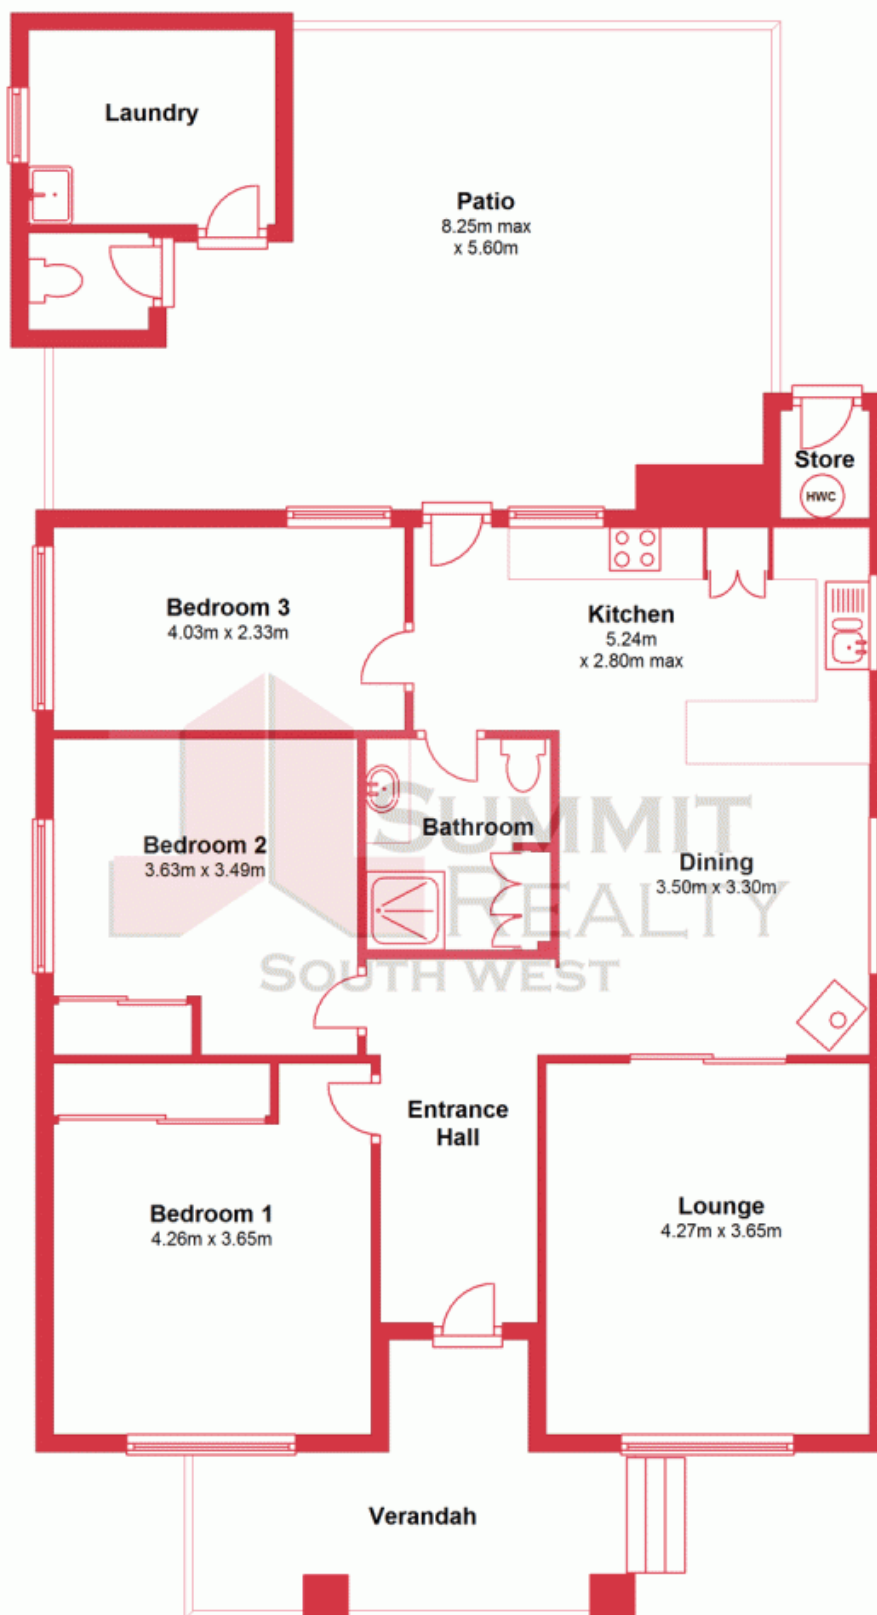 Laundry
Patio
8.25m max
x 5.60m
Store
HWC
Bedroom 3
4.03m x 2.33m
Kitchen
5.24m
x 2.80m max
Bedroom 2
3.63m x 3.49m
Bathroom
Dining
3.50m x 3.30m
SUMMIT
REALTY
SOUTH WEST
Entrance
Hall
Bedroom 1
4.26m x 3.65m
Lounge
4.27m x 3.65m
Verandah